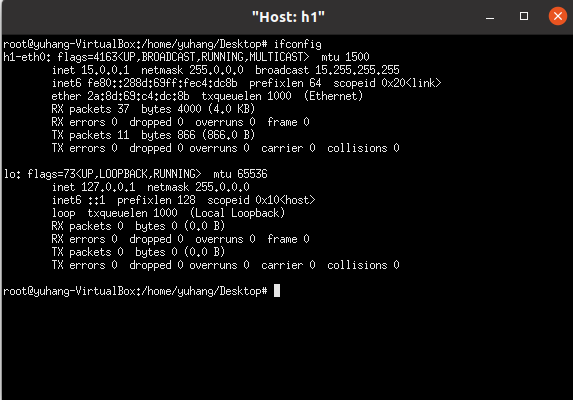 "Host: h1"
root@yuhang-VirtualBox:/home/yuhang/Desktop# ifconfig
h1-eth0: flags=4163<UP,BROADCAST,RUNNING,MULTICAST>  mtu 1500
        inet 15.0.0.1  netmask 255.0.0.0  broadcast 15.255.255.255
        inet6 fe80::288d:69ff:fec4:dc8b  prefixlen 64  scopeid 0x20<link>
        ether 2a:8d:69:c4:dc:8b  txqueuelen 1000  (Ethernet)
        RX packets 37  bytes 4000 (4.0 KB)
        RX errors 0  dropped 0  overruns 0  frame 0
        TX packets 11  bytes 866 (866.0 B)
        TX errors 0  dropped 0 overruns 0  carrier 0  collisions 0
lo: flags=73<UP,LOOPBACK,RUNNING>  mtu 65536
        inet 127.0.0.1  netmask 255.0.0.0
        inet6 ::1  prefixlen 128  scopeid 0x10<host>
        loop  txqueuelen 1000  (Local Loopback)
        RX packets 0  bytes 0 (0.0 B)
        RX errors 0  dropped 0  overruns 0  frame 0
        TX packets 0  bytes 0 (0.0 B)
        TX errors 0  dropped 0 overruns 0  carrier 0  collisions 0
root@yuhang-VirtualBox:/home/yuhang/Desktop#